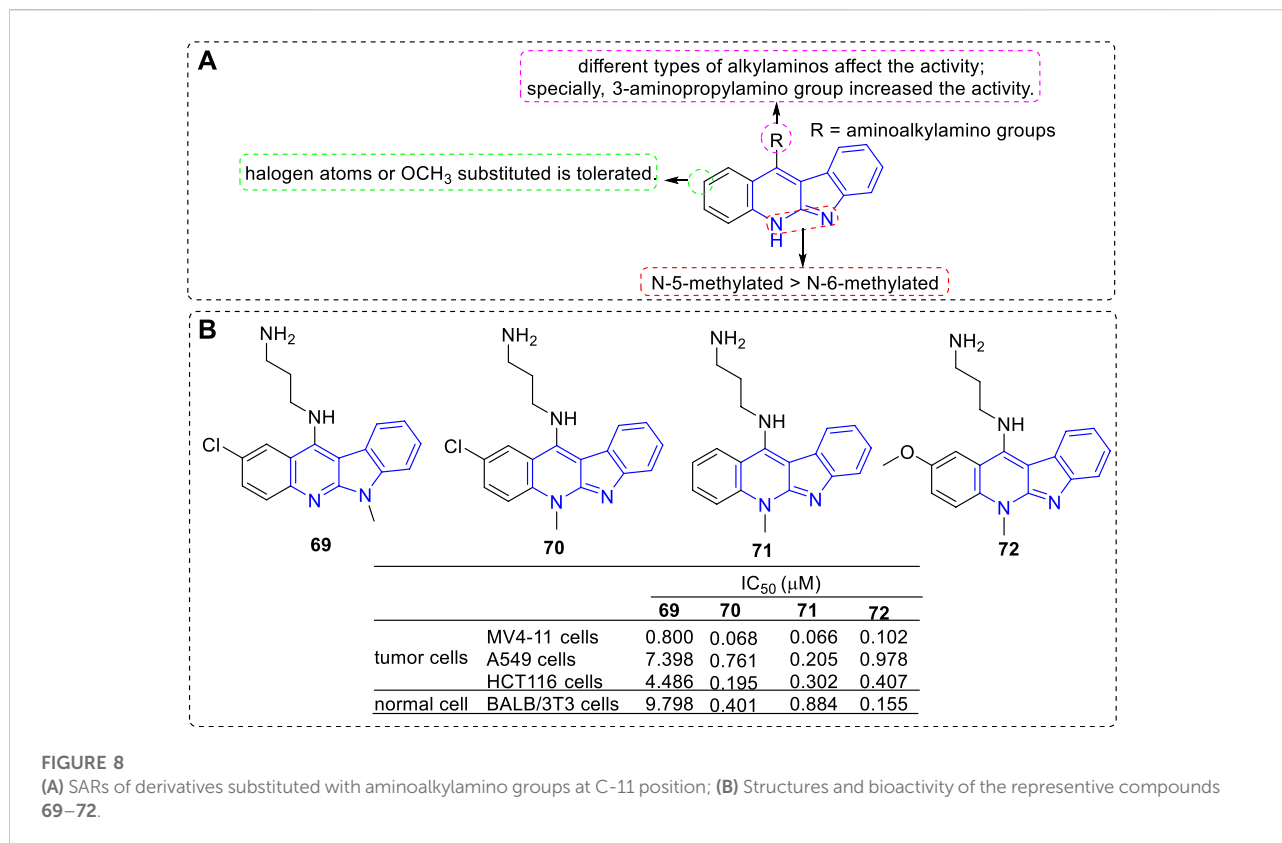 A
different types of alkylaminos affect the activity;
specially, 3-aminopropylamino group increased the activity.
R
R = aminoalkylamino groups
halogen atoms or OCH₃ substituted is tolerated.
N
H
N
N-5-methylated > N-6-methylated
B
NH₂
NH
Cl
N
N
69
NH₂
NH
Cl
N
N
70
NH₂
NH
N
N
71
NH₂
NH
O
N
N
72
IC₅₀ (μM)
69 70 71 72
MV4-11 cells 0.800 0.068 0.066 0.102
tumor cells A549 cells 7.398 0.761 0.205 0.978
HCT116 cells 4.486 0.195 0.302 0.407
normal cell BALB/3T3 cells 9.798 0.401 0.884 0.155
FIGURE 8
(A) SARs of derivatives substituted with aminoalkylamino groups at C-11 position; (B) Structures and bioactivity of the representive compounds
69–72.